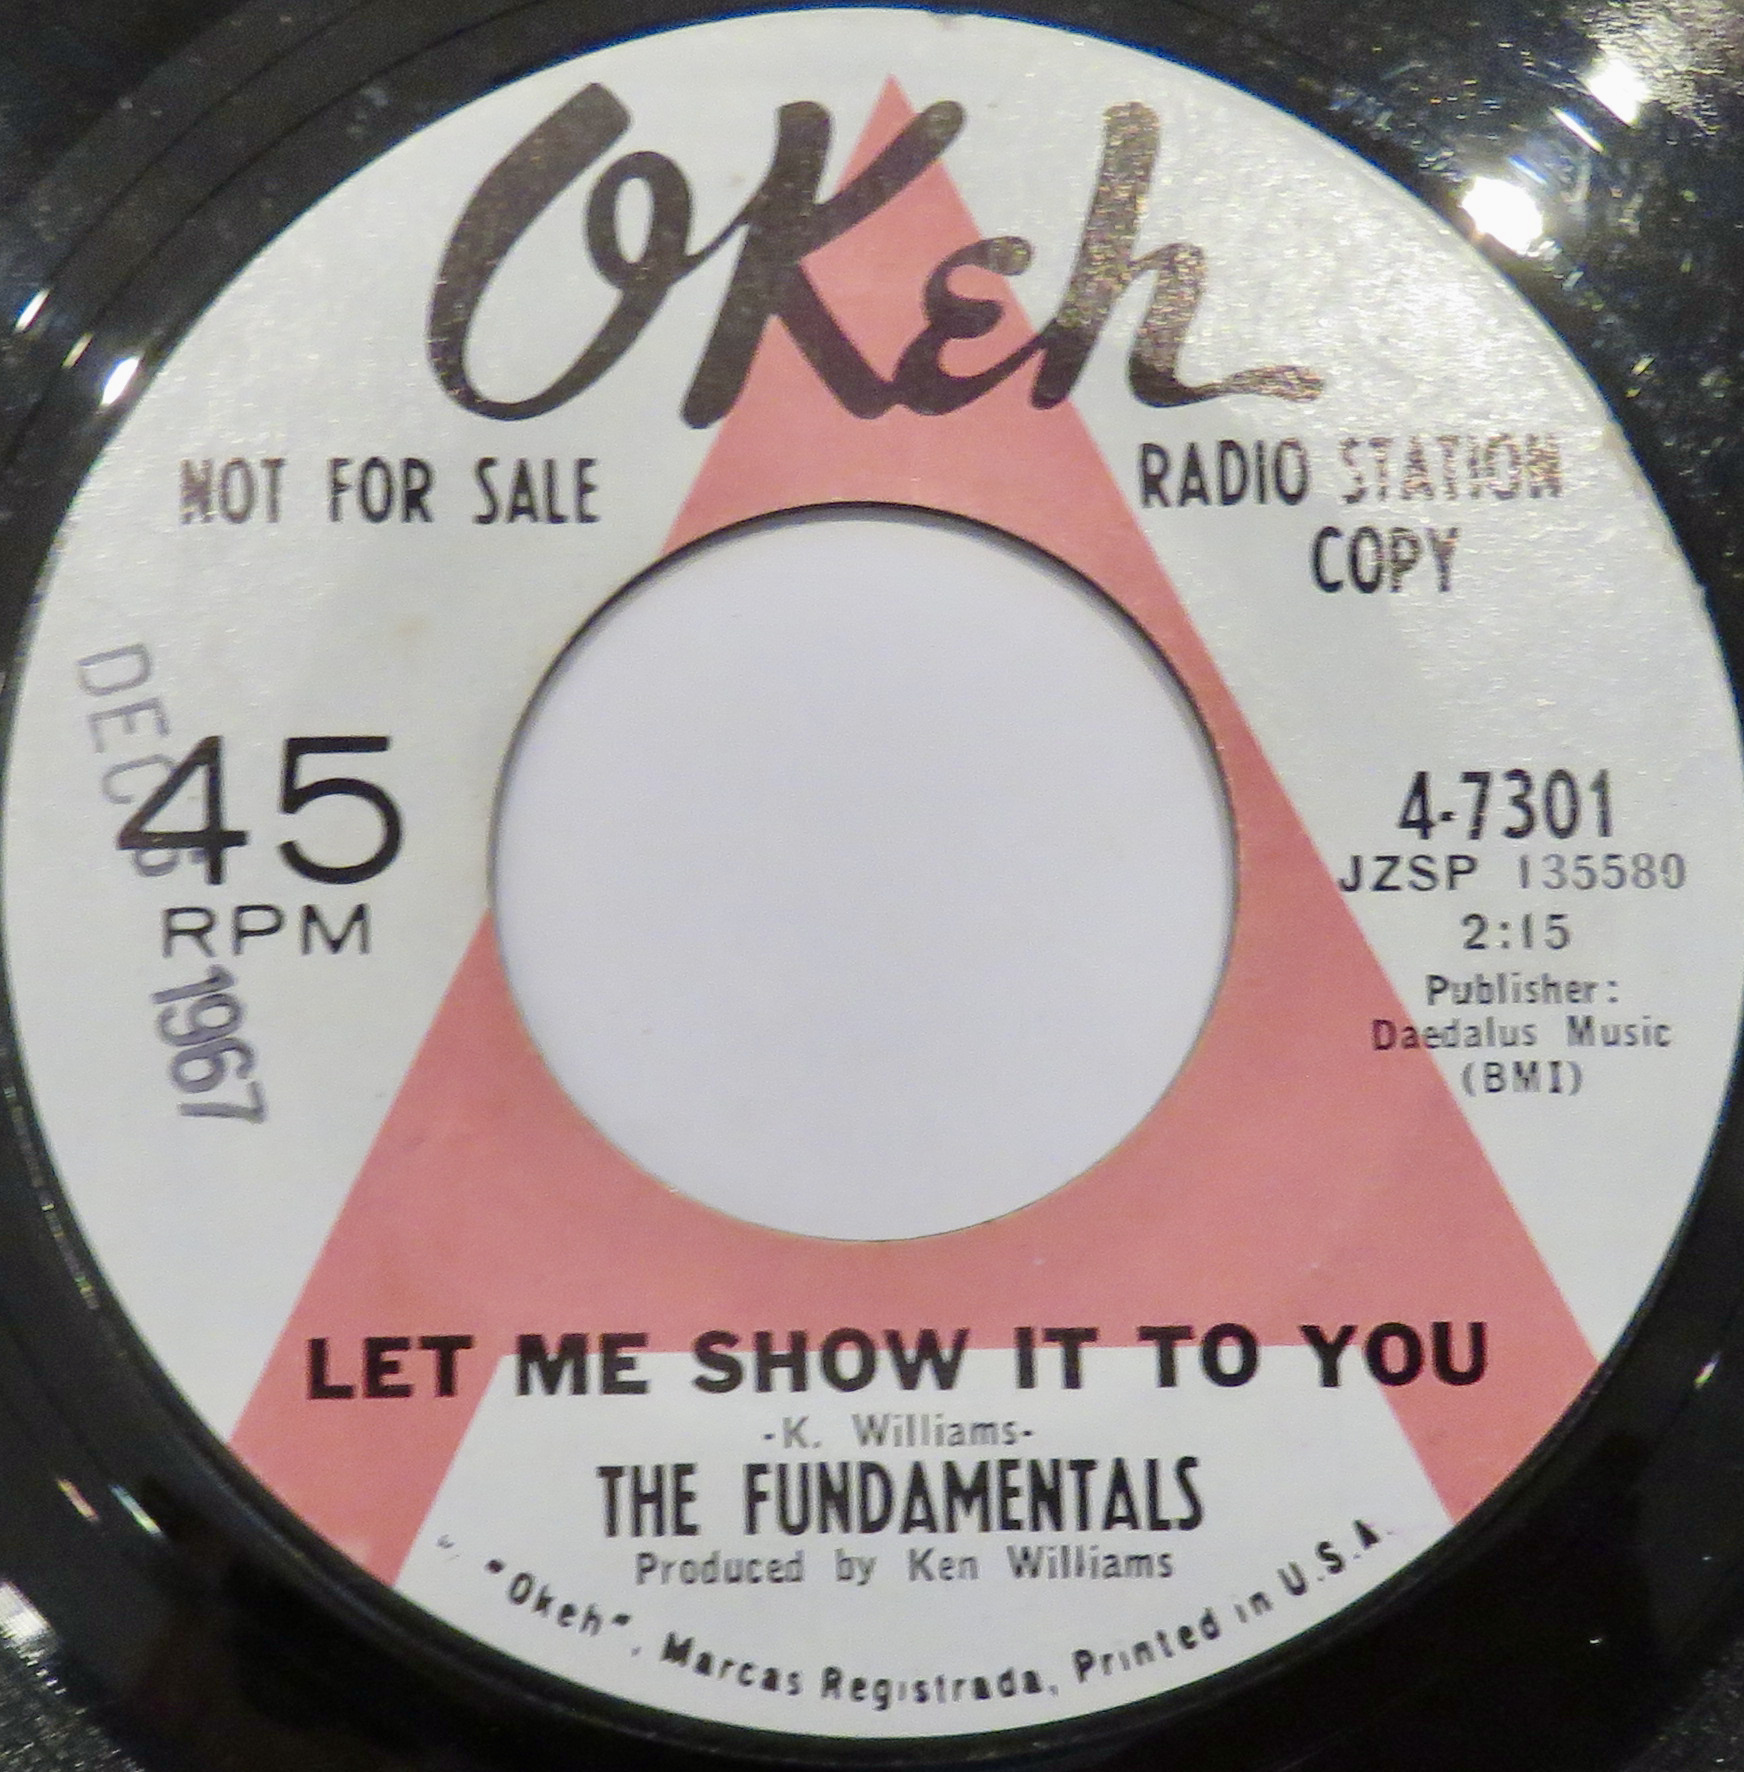 OKeh
NOT FOR SALE
RADIO STATION
COPY
DEC 1967
45
RPM
4-7301
JZSP 135580
2:15
Publisher:
Daedalus Music
(BMI)
LET ME SHOW IT TO YOU
-K. Williams-
THE FUNDAMENTALS
Produced by Ken Williams
"Okeh", Marcas Registrada, Printed in U.S.A.